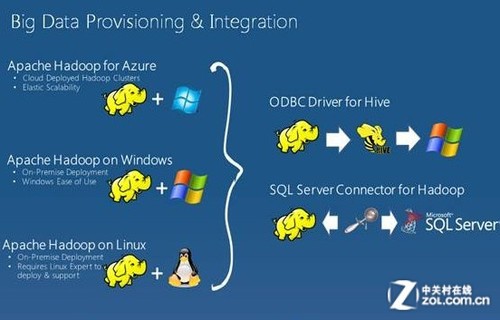 Big Data Provisioning & Integration
Apache Hadoop for Azure
• Cloud Deployed Hadoop Clusters
• Elastic Scalability
+
Apache Hadoop on Windows
• On-Premise Deployment
• Windows Ease of Use
+
Apache Hadoop on Linux
• On-Premise Deployment
• Requires Linux Expert to
deploy & support
+
ODBC Driver for Hive
HIVE
SQL Server Connector for Hadoop
Microsoft
SQL Server
Z 中关村在线
zol.com.cn